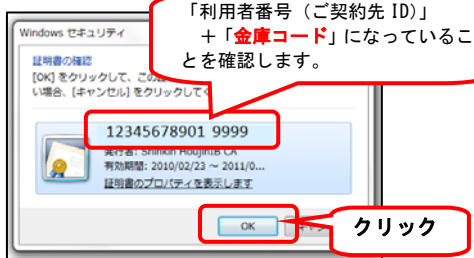 「利用者番号（ご契約先 ID)」
＋「金庫コード」になっているこ
とを確認します。
Windows セキュリティ
証明書の確認
[OK] をクリックして、この
い場合、[キャンセル] をクリックして
12345678901 9999
発行者: Shinkin HoujinIB CA
有効期間: 2010/02/23 ～ 2011/0...
証明書のプロパティを表示します
OK
クリック